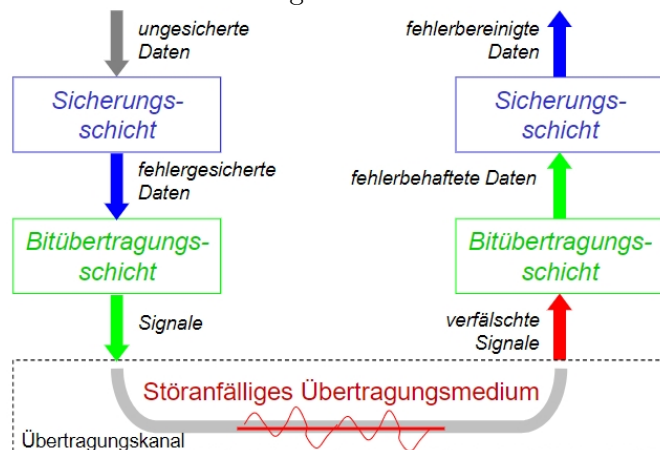 ungesicherte
Daten
Sicherungs-
schicht
fehlergesicherte
Daten
Bitübertragungs-
schicht
Signale
fehlerbereinigte
Daten
Sicherungs-
schicht
fehlerbehaftete Daten
Bitübertragungs-
schicht
verfälschte
Signale
Störanfälliges Übertragungsmedium
Übertragungskanal